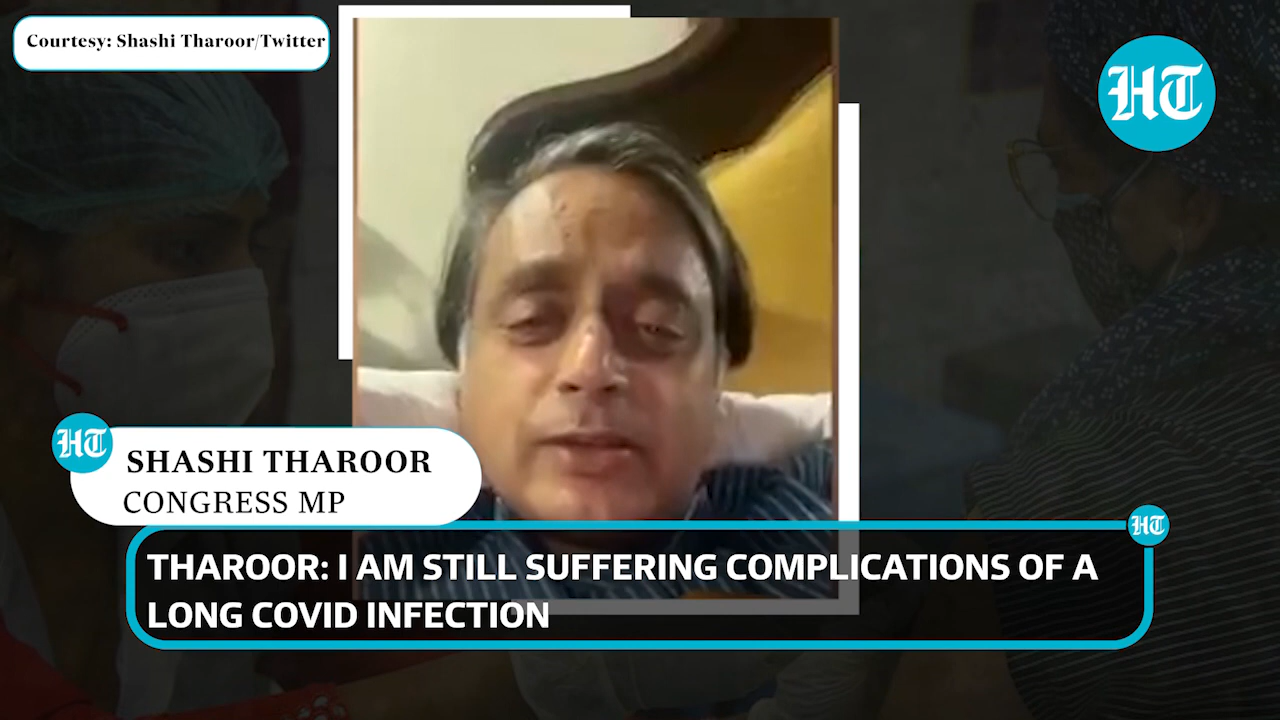 Courtesy: Shashi Tharoor/Twitter
HT
HT
SHASHI THAROOR
CONGRESS MP
HT
THAROOR: I AM STILL SUFFERING COMPLICATIONS OF A
LONG COVID INFECTION